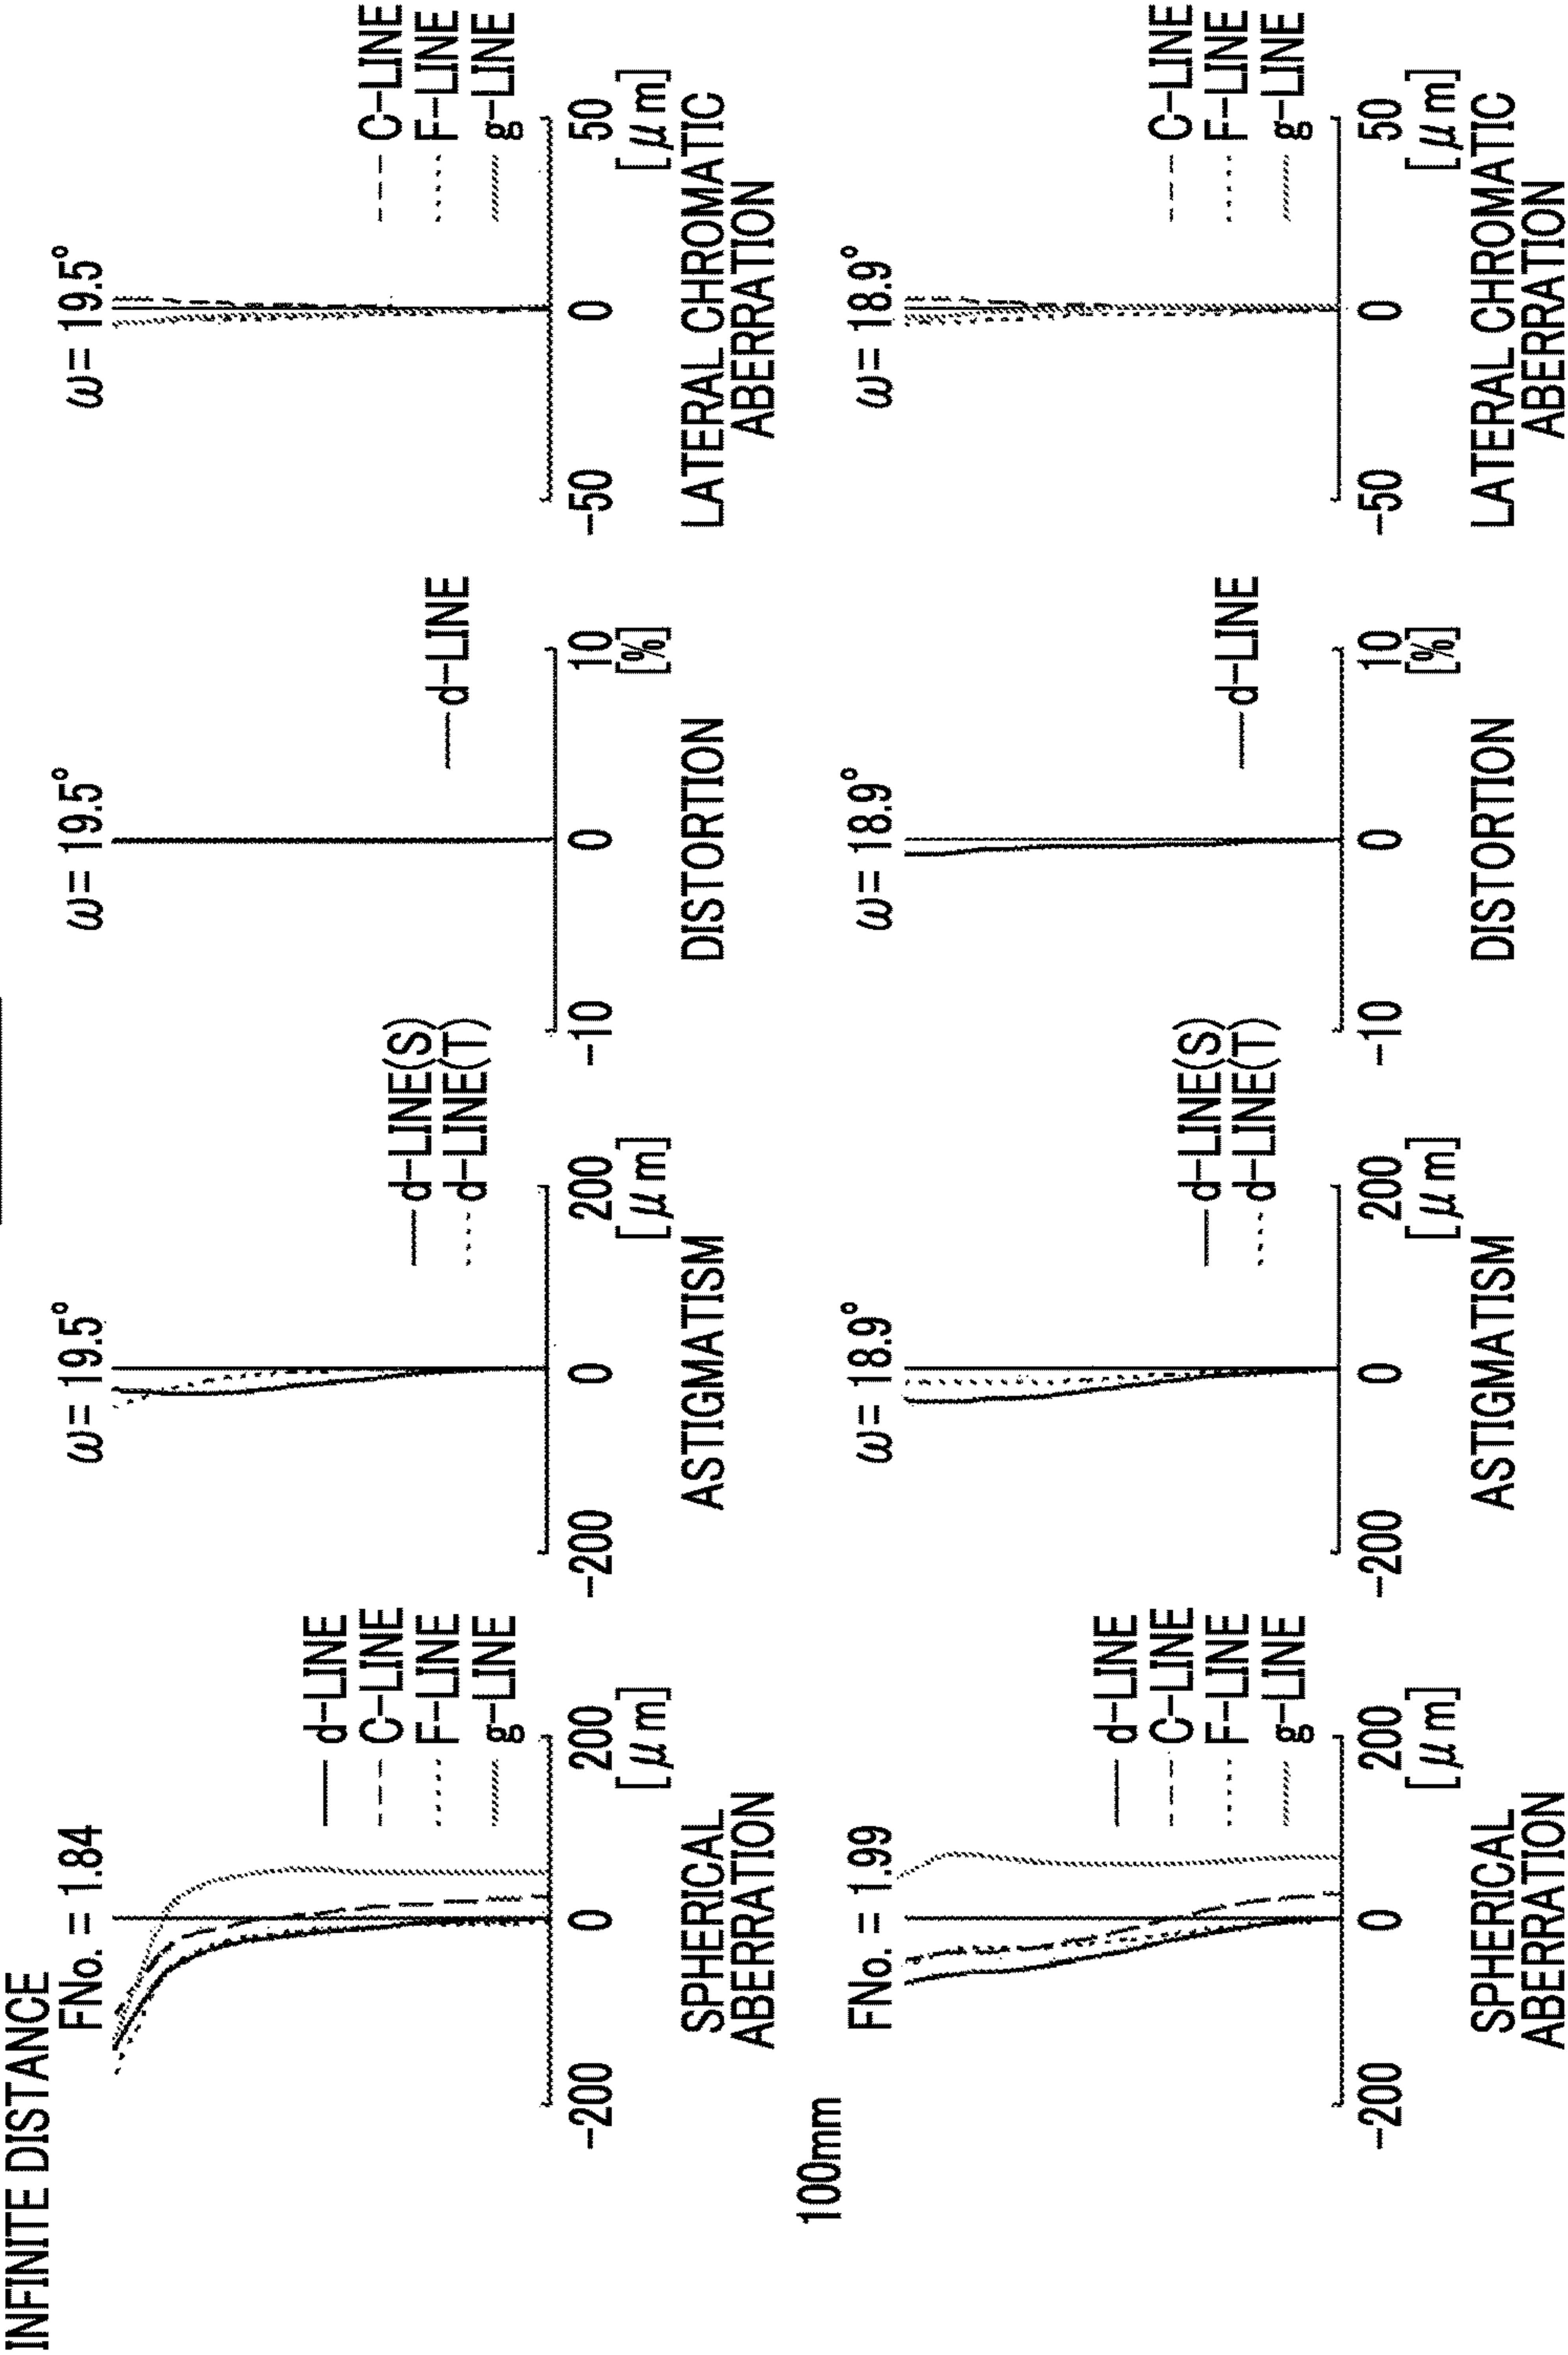 INFINITE DISTANCE
FNo. = 1.84
d-LINE
C-LINE
F-LINE
g-LINE
-200
0
200
[μm]
SPHERICAL
ABERRATION
ω= 19.5°
d-LINE(S)
d-LINE(T)
-200
0
200
[μm]
ASTIGMATISM
ω= 19.5°
d-LINE
-10
0
10
[%]
DISTORTION
ω= 19.5°
C-LINE
F-LINE
g-LINE
-50
0
50
[μm]
LATERAL CHROMATIC
ABERRATION
100mm
FNo. = 1.99
d-LINE
C-LINE
F-LINE
g-LINE
-200
0
200
[μm]
SPHERICAL
ABERRATION
ω= 18.9°
d-LINE(S)
d-LINE(T)
-200
0
200
[μm]
ASTIGMATISM
ω= 18.9°
d-LINE
-10
0
10
[%]
DISTORTION
ω= 18.9°
C-LINE
F-LINE
g-LINE
-50
0
50
[μm]
LATERAL CHROMATIC
ABERRATION